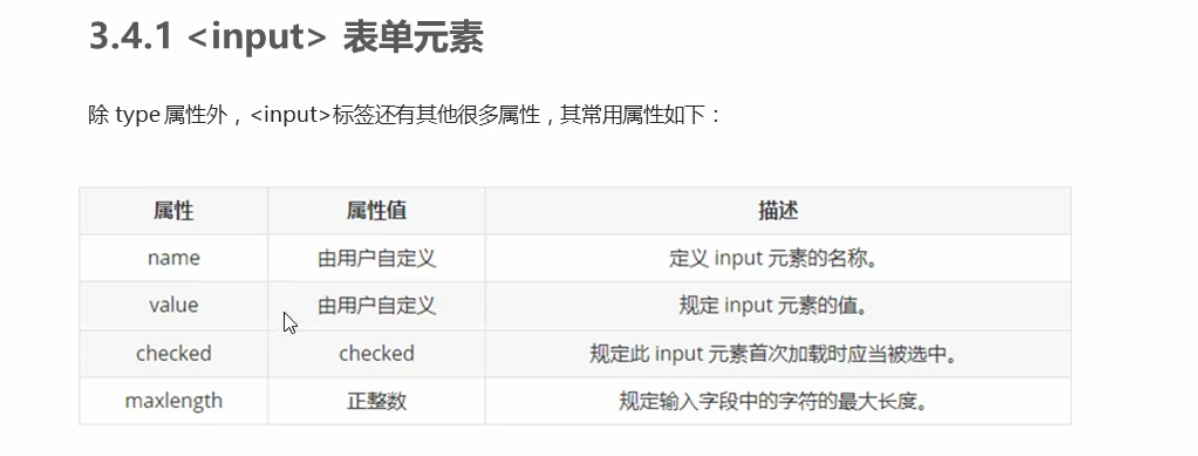 3.4.1 <input> 表单元素
除 type 属性外，<input>标签还有其他很多属性，其常用属性如下：
属性 属性值 描述
name 由用户自定义 定义 input 元素的名称。
value 由用户自定义 规定 input 元素的值。
checked checked 规定此 input 元素首次加载时应当被选中。
maxlength 正整数 规定输入字段中的字符的最大长度。